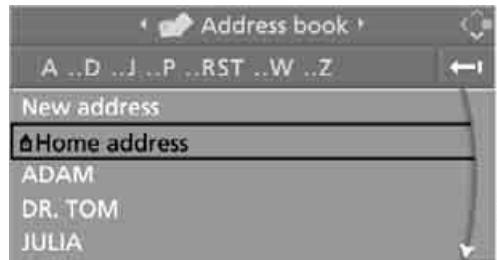 Address book
A ..D ..J ..P ..RST ..W ..Z
New address
Home address
ADAM
DR. TOM
JULIA